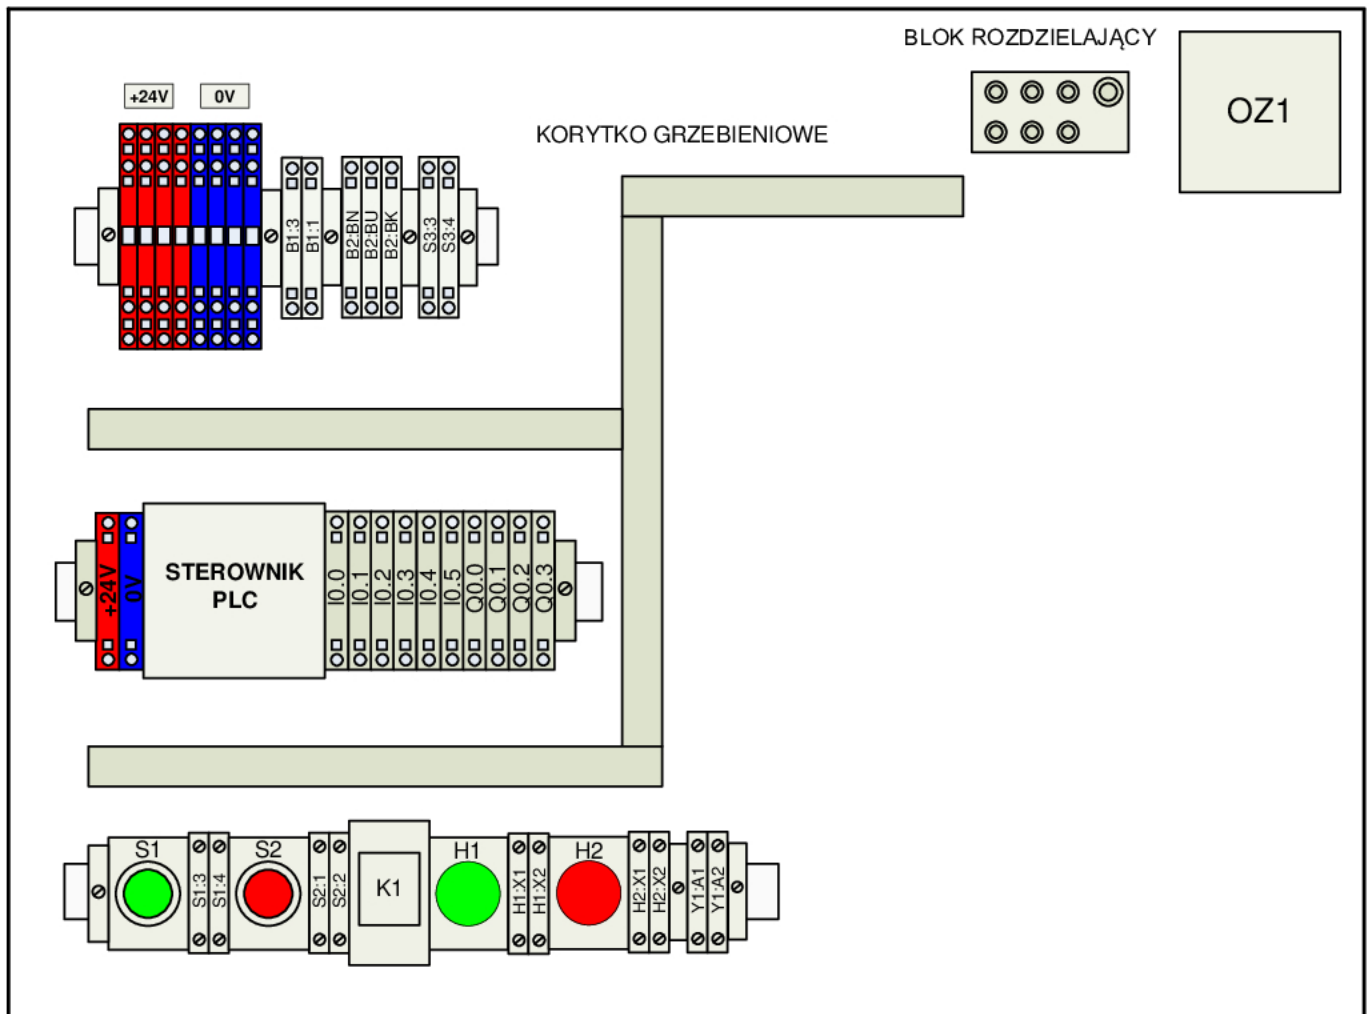 BLOK ROZDZIELAJĄCY
OZ1
+24V
0V
KORYTKO GRZEBIENIOWE
B1:3
B1:1
B2:BN
B2:BU
B2:BK
S3:3
S3:4
+24V
0V
STEROWNIK
PLC
I0.0
I0.1
I0.2
I0.3
I0.4
I0.5
Q0.0
Q0.1
Q0.2
Q0.3
S1
S1:3
S1:4
S2
S2:1
S2:2
K1
H1
H1:X1
H1:X2
H2
H2:X1
H2:X2
Y1:A1
Y1:A2